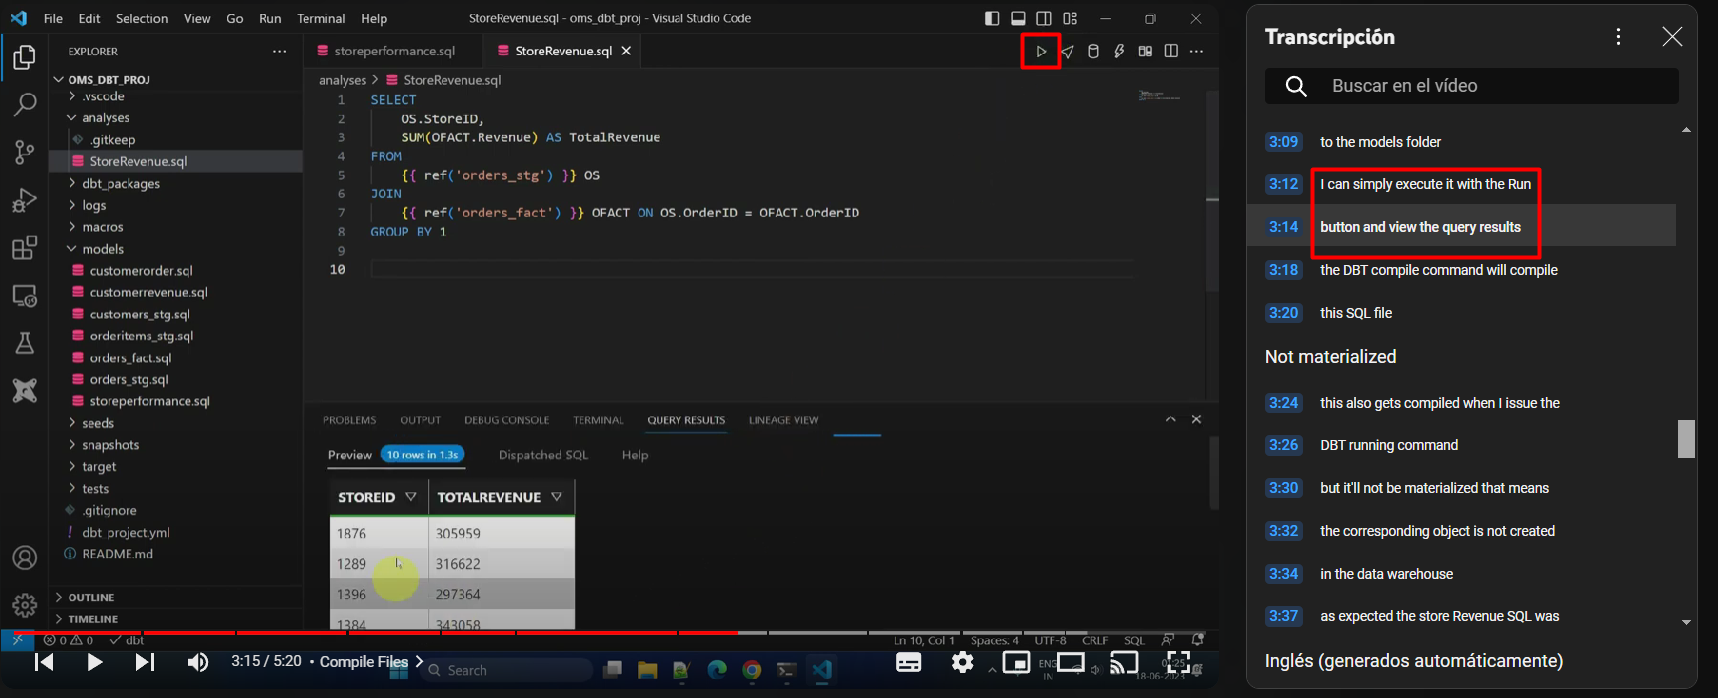 File Edit Selection View Go Run Terminal Help
StoreRevenue.sql - oms_dbt_proj - Visual Studio Code
EXPLORER
OMS_DBT_PROJ
.vscode
analyses
.gitkeep
StoreRevenue.sql
dbt_packages
logs
macros
models
customerorder.sql
customerrevenue.sql
customers_stg.sql
orderitems_stg.sql
orders_fact.sql
orders_stg.sql
storeperformance.sql
seeds
snapshots
target
tests
.gitignore
dbt_project.yml
README.md
OUTLINE
TIMELINE
storeperformance.sql
StoreRevenue.sql
analyses > StoreRevenue.sql
1 SELECT
2 OS.StoreID,
3 SUM(OFACT.Revenue) AS TotalRevenue
4 FROM
5 {{ ref('orders_stg') }} OS
6 JOIN
7 {{ ref('orders_fact') }} OFACT ON OS.OrderID = OFACT.OrderID
8 GROUP BY 1
9
10
PROBLEMS OUTPUT DEBUG CONSOLE TERMINAL QUERY RESULTS LINEAGE VIEW
Preview 10 rows in 1.3s Dispatched SQL Help
STOREID TOTALREVENUE
1876 305959
1289 316622
1396 297364
1384 343058
0 0 dbt
Ln 10, Col 1 Spaces: 4 UTF-8 CRLF SQL
3:15 / 5:20 • Compile Files
Search
ENG
IN
18-06-2023
Transcripción
Buscar en el vídeo
3:09 to the models folder
3:12 I can simply execute it with the Run
3:14 button and view the query results
3:18 the DBT compile command will compile
3:20 this SQL file
Not materialized
3:24 this also gets compiled when I issue the
3:26 DBT running command
3:30 but it'll not be materialized that means
3:32 the corresponding object is not created
3:34 in the data warehouse
3:37 as expected the store Revenue SQL was
Inglés (generados automáticamente)